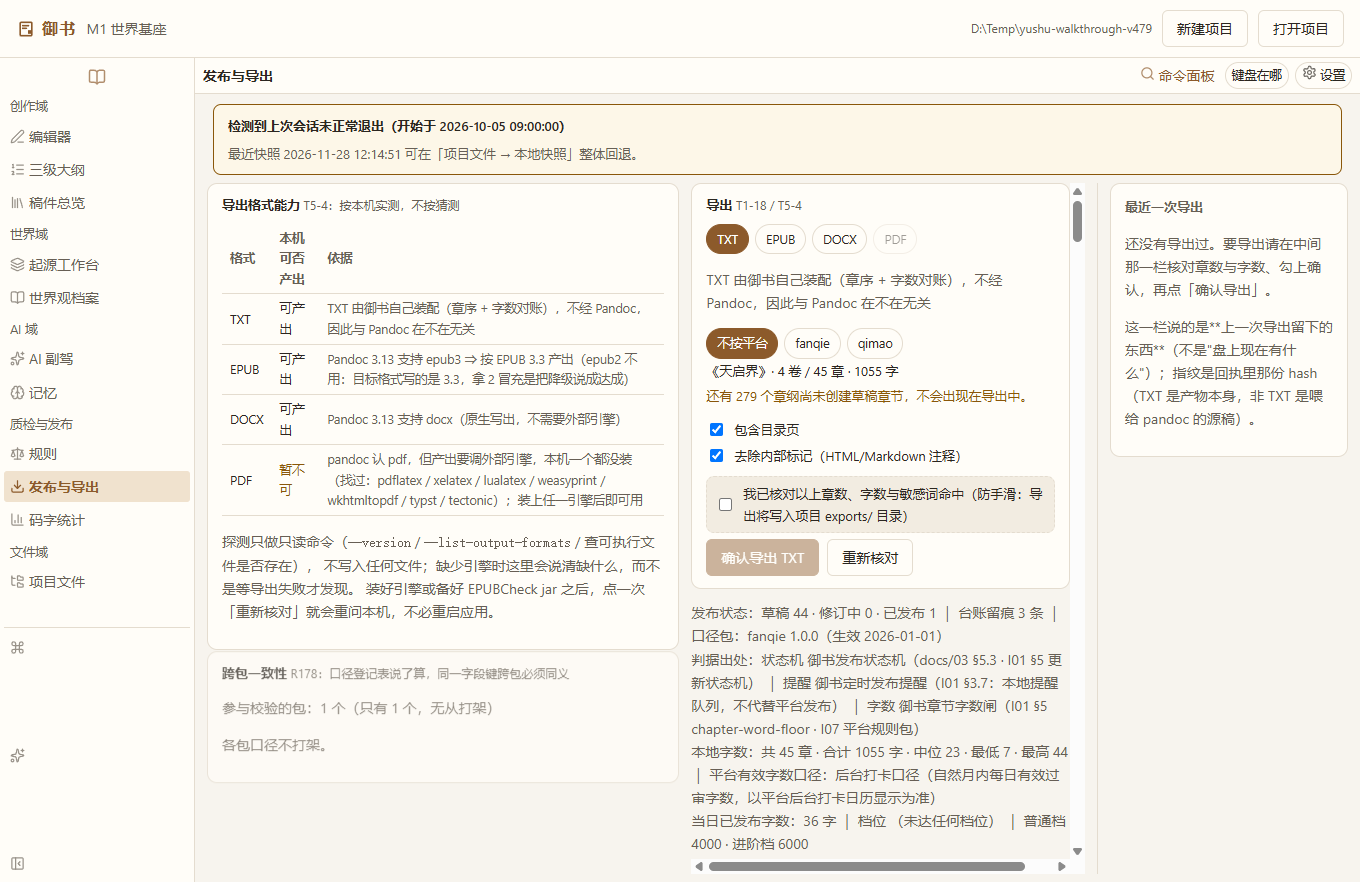 御书 M1 世界基座
D:\Temp\yushu-walkthrough-v479 新建项目 打开项目
创作域
编辑器
三级大纲
稿件总览
世界域
起源工作台
世界观档案
AI 域
AI 副驾
记忆
质检与发布
规则
发布与导出
码字统计
文件域
项目文件
发布与导出
命令面板 键盘在哪 设置
检测到上次会话未正常退出（开始于 2026-10-05 09:00:00）
最近快照 2026-11-28 12:14:51 可在「项目文件 → 本地快照」整体回退。
导出格式能力 T5-4：按本机实测，不按猜测
格式 本机可否产出 依据
TXT 可产出 TXT 由御书自己装配（章序 + 字数对账），不经 Pandoc，
因此与 Pandoc 在不在无关
EPUB 可产出 Pandoc 3.13 支持 epub3 ⇒ 按 EPUB 3.3 产出（epub2 不
用：目标格式写的是 3.3，拿 2 冒充是把降级说成达成）
DOCX 可产出 Pandoc 3.13 支持 docx（原生写出，不需要外部引擎）
PDF 暂不可 pandoc 认 pdf，但产出要调外部引擎，本机一个都没装
（找过：pdflatex / xelatex / lualatex / weasyprint /
wkhtmltopdf / typst / tectonic）；装上任一引擎后即可用
探测只做只读命令（—version / —list-output-formats / 查可执行文
件是否存在）， 不写入任何文件；缺少引擎时这里会说清缺什么，而不
是等导出失败才发现。 装好引擎或备好 EPUBCheck jar 之后，点一次
「重新核对」就会重问本机，不必重启应用。
跨包一致性 R178：口径登记表说了算，同一字段键跨包必须同义
参与校验的包：1 个（只有 1 个，无从打架）
各包口径不打架。
导出 T1-18 / T5-4
TXT EPUB DOCX PDF
TXT 由御书自己装配（章序 + 字数对账），不经
Pandoc，因此与 Pandoc 在不在无关
不按平台 fanqie qimao
《天启界》· 4 卷 / 45 章 · 1055 字
还有 279 个章纲尚未创建草稿章节，不会出现在导出中。
包含目录页
去除内部标记（HTML/Markdown 注释）
我已核对以上章数、字数与敏感词命中（防手滑：导
出将写入项目 exports/ 目录）
确认导出 TXT 重新核对
发布状态：草稿 44 · 修订中 0 · 已发布 1 ｜ 台账留痕 3 条 ｜
口径包：fanqie 1.0.0（生效 2026-01-01）
判据出处：状态机 御书发布状态机（docs/03 §5.3 · I01 §5 更
新状态机） ｜ 提醒 御书定时发布提醒（I01 §3.7：本地提醒
队列，不代替平台发布） ｜ 字数 御书章节字数闸（I01 §5
chapter-word-floor · I07 平台规则包）
本地字数：共 45 章 · 合计 1055 字 · 中位 23 · 最低 7 · 最高 44
｜ 平台有效字数口径：后台打卡口径（自然月内每日有效过
审字数，以平台后台打卡日历显示为准）
当日已发布字数：36 字 ｜ 档位 （未达任何档位） ｜ 普通档
4000 · 进阶档 6000
最近一次导出
还没有导出过。要导出请在中间
那一栏核对章数与字数、勾上确
认，再点「确认导出」。
这一栏说的是**上一次导出留下的
东西**（不是"盘上现在有什
么"）；指纹是回执里那份 hash
（TXT 是产物本身，非 TXT 是喂
给 pandoc 的源稿）。